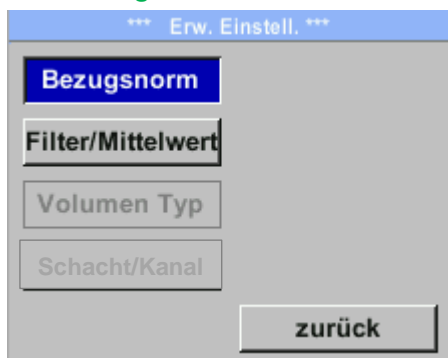 *** Erw. Einstell. ***
Bezugsnorm
Filter/Mittelwert
Volumen Typ
Schacht/Kanal
zurück